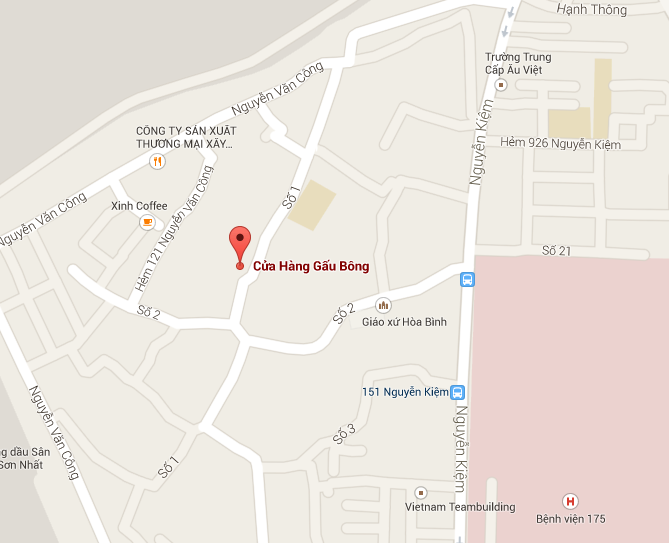 Hạnh Thông
Trường Trung
Cấp Âu Việt
Nguyễn Văn Công
Nguyễn Kiệm
CÔNG TY SẢN XUẤT
THƯƠNG MẠI XÂY...
Hẻm 926 Nguyễn Kiệm
Hẻm 121 Nguyễn Văn Công
Số 1
Xinh Coffee
Nguyễn Văn Công
Số 21
Cửa Hàng Gấu Bông
Số 2
Số 2
Giáo xứ Hòa Bình
151 Nguyễn Kiệm
Nguyễn Văn Công
Nguyễn Kiệm
Số 3
Số 1
g dầu Sân
Sơn Nhất
Vietnam Teambuilding
H
Bệnh viện 175